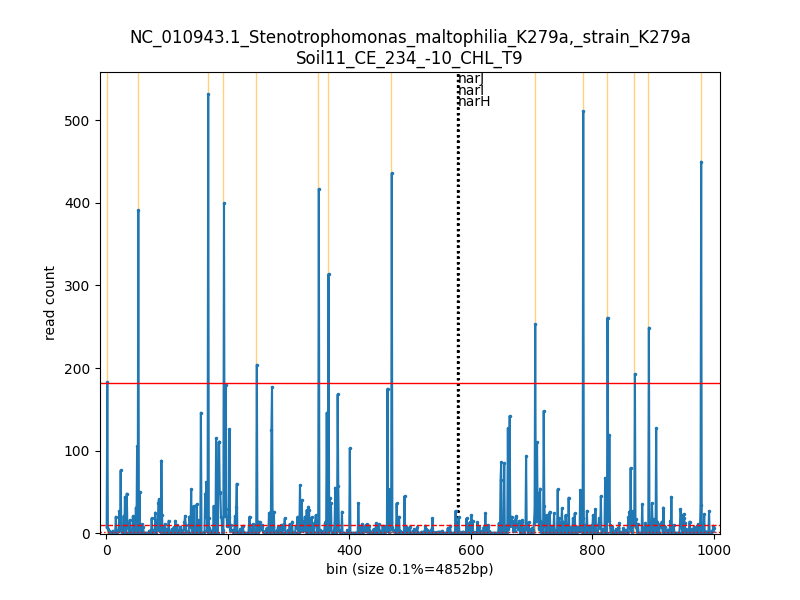 NC_010943.1_Stenotrophomonas_maltophilia_K279a,_strain_K279a
Soil11_CE_234_-10_CHL_T9
narJ
narI
narH
500
400
300
200
100
0
read count
0 200 400 600 800 1000
bin (size 0.1%=4852bp)